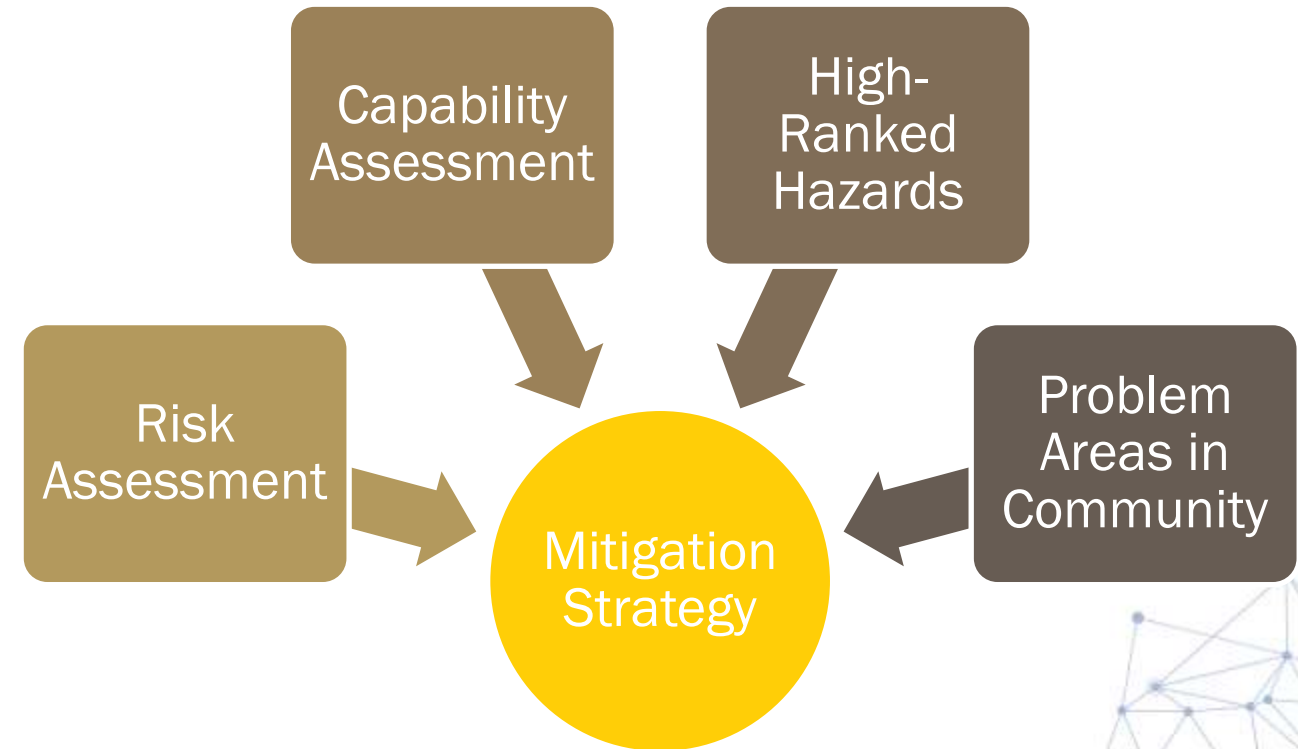 Capability
Assessment
High-
Ranked
Hazards
Risk
Assessment
Problem
Areas in
Community
Mitigation
Strategy